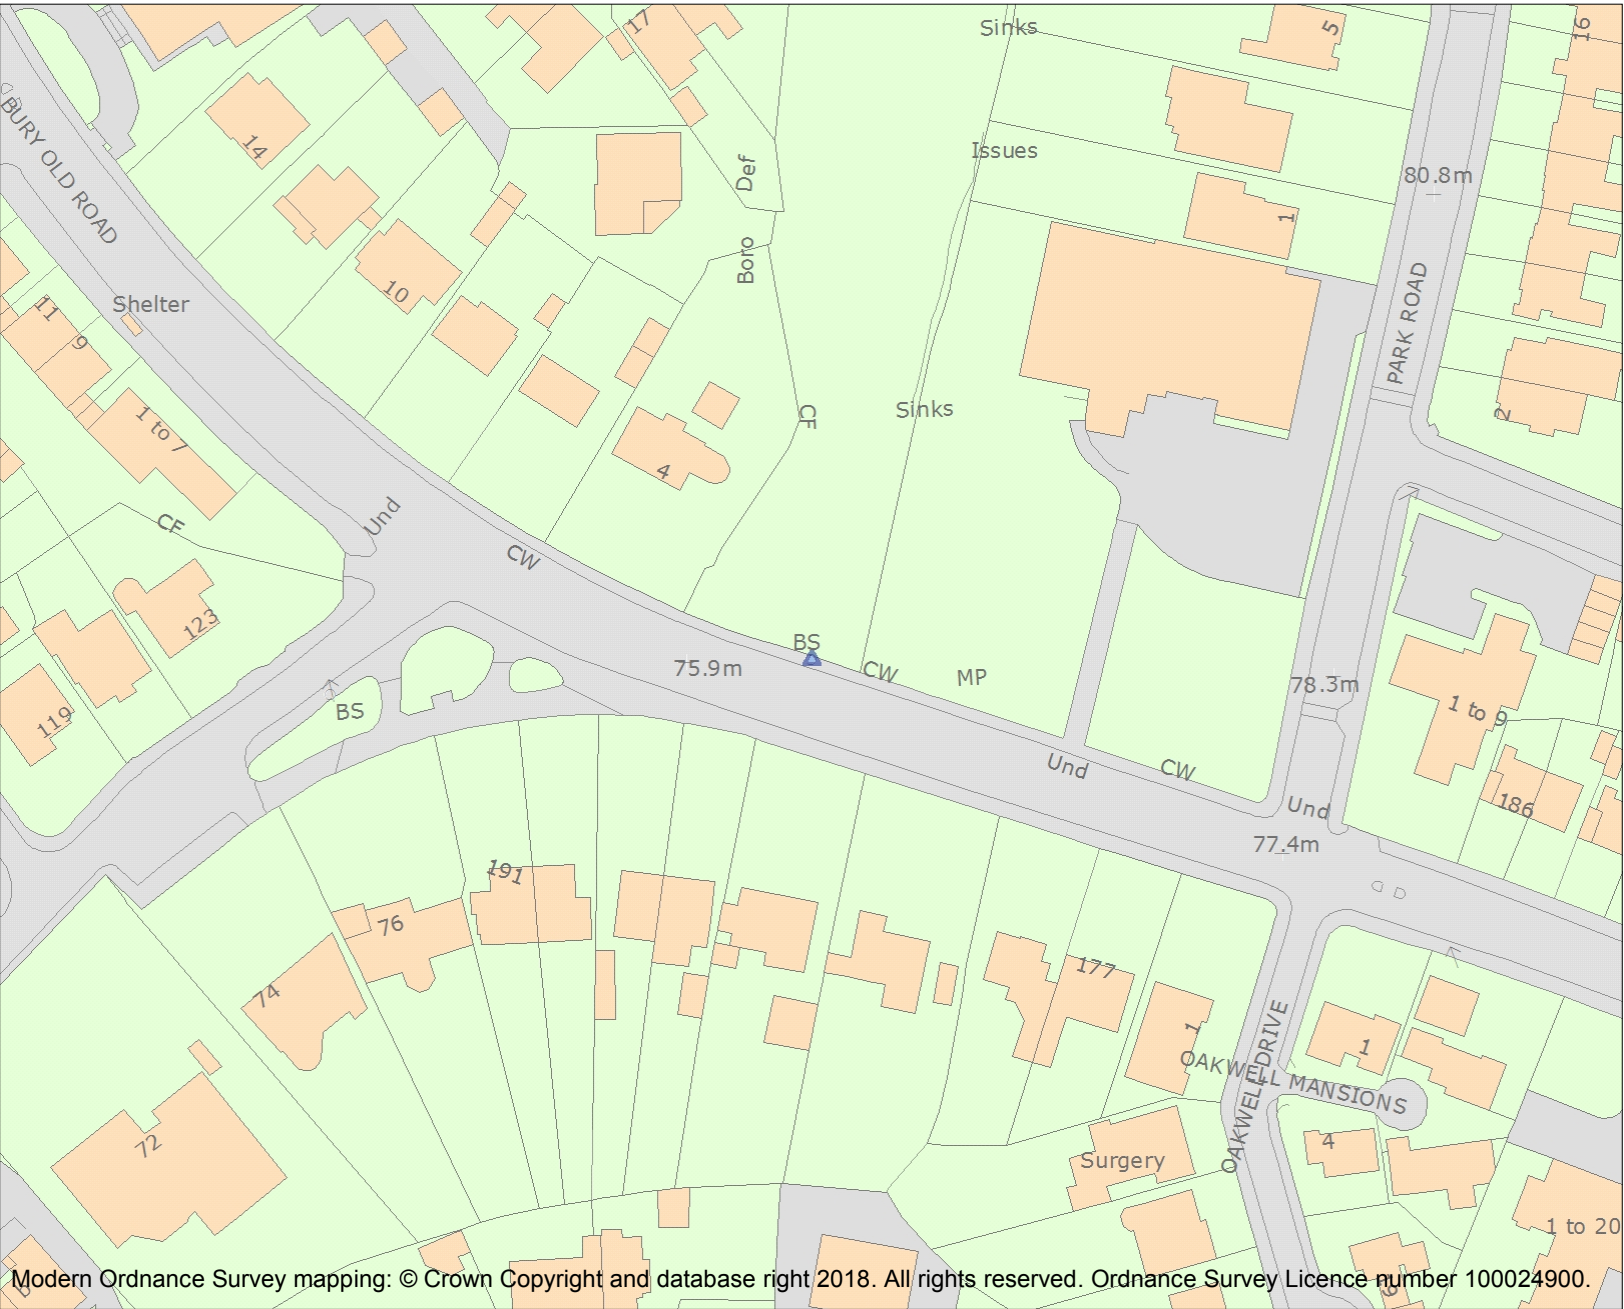 17
Sinks
5
16
14
BURY OLD ROAD
Issues
Def
80.8m
1
Boro
10
Shelter
11
9
PARK ROAD
1 to 7
CF
Sinks
2
4
CF
Und
CW
123
BS
75.9m
CW
MP
78.3m
119
BS
1 to 9
Und
CW
Und
186
77.4m
191
76
74
177
1
OAKWELL DRIVE
1
OAKWELL MANSIONS
72
4
Surgery
1 to 20
Modern Ordnance Survey mapping: © Crown Copyright and database right 2018. All rights reserved. Ordnance Survey Licence number 100024900.